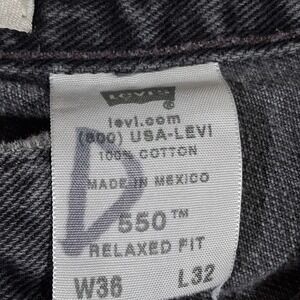 LEVI'S
®
levi.com
(800) USA-LEVI
100% COTTON
MADE IN MEXICO
550™
RELAXED FIT
W36 L32
D